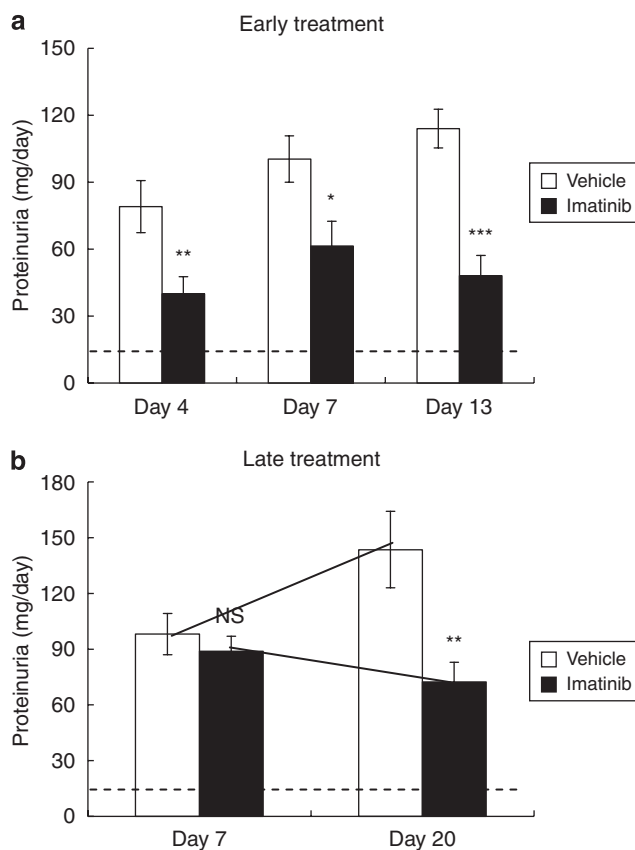 a
Early treatment
Proteinuria (mg/day)
150
120
90
60
30
0
**
*
***
Day 4
Day 7
Day 13
Vehicle
Imatinib
b
Late treatment
Proteinuria (mg/day)
180
150
120
90
60
30
0
NS
**
Day 7
Day 20
Vehicle
Imatinib